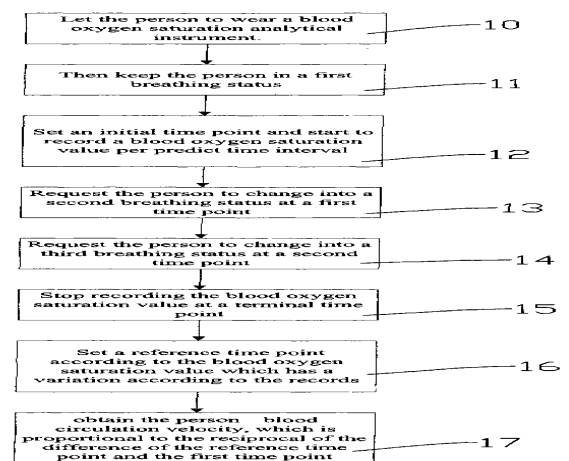 Let the person to wear a blood
oxygen saturation analytical
instrument.
10
Then keep the person in a first
breathing status
11
Set an initial time point and start to
record a blood oxygen saturation
value per predict time interval
12
Request the person to change into a
second breathing status at a first
time point
13
Request the person to change into a
third breathing status at a second
time point
14
Stop recording the blood oxygen
saturation value at a terminal time
point
15
Set a reference time point
according to the blood oxygen
saturation value which has a
variation according to the records
16
obtain the person blood
circulation velocity, which is
proportional to the reciprocal of the
difference of the reference time
point and the first time point
17